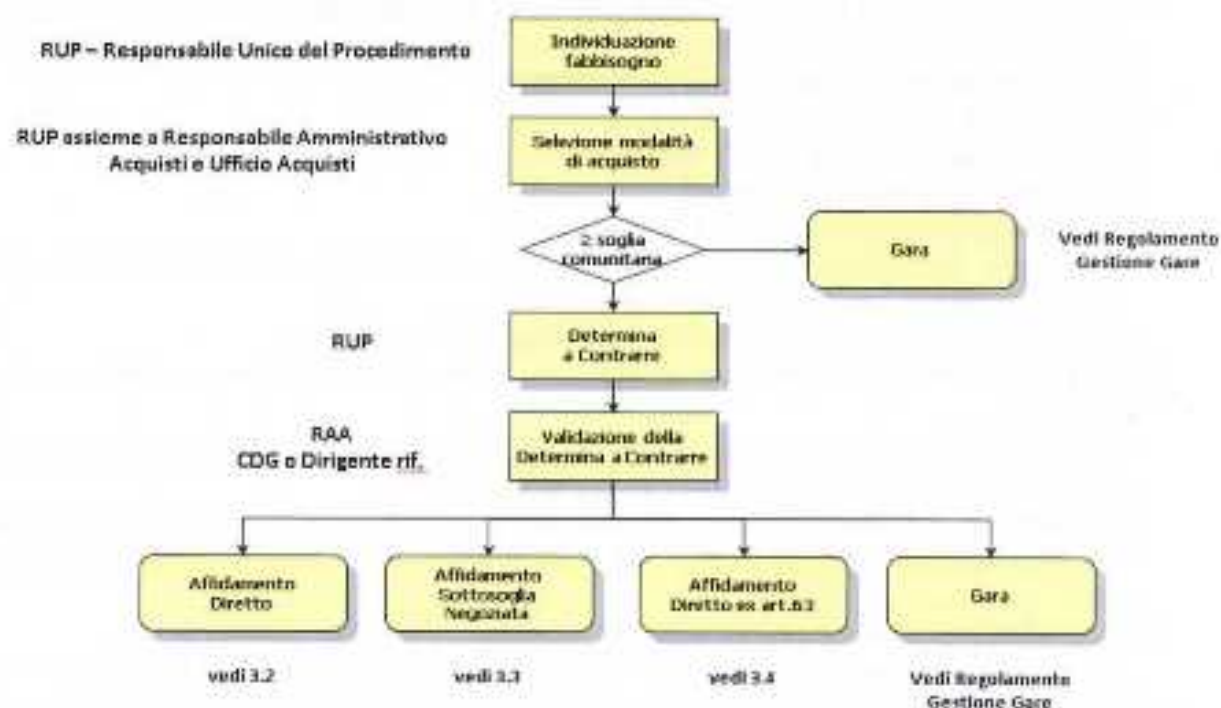 RUP – Responsabile Unico del Procedimento
Individuazione
fabbisogno
RUP assieme a Responsabile Amministrativo
Acquisti e Ufficio Acquisti
Selezione modalità
di acquisto
≥ soglia
comunitaria
Gara
Vedi Regolamento
Gestione Gare
RUP
Determina
a Contrarre
RAA
CDG o Dirigente rif.
Validazione della
Determina a Contrarre
Affidamento
Diretto
Affidamento
Sottosoglia
Negoziata
Affidamento
Diretto ex art.63
Gara
vedi 3.2
vedi 3.3
vedi 3.4
Vedi Regolamento
Gestione Gare